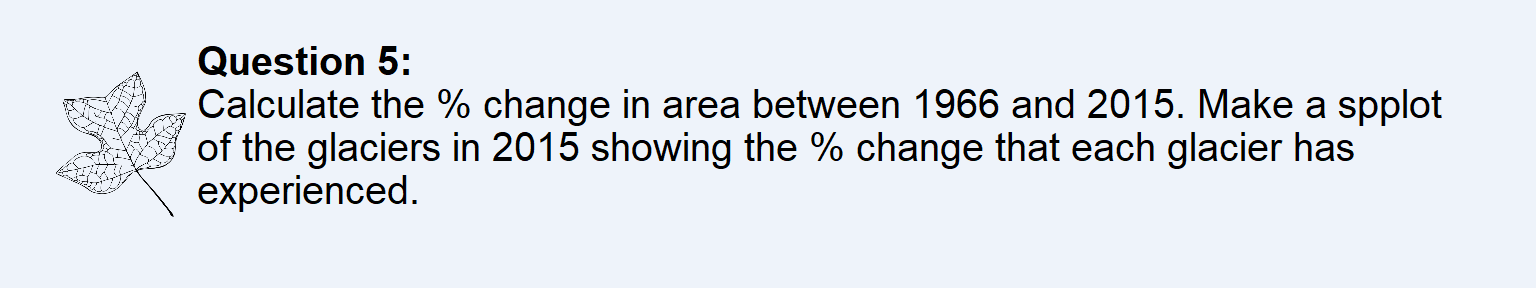 Question 5:
Calculate the % change in area between 1966 and 2015. Make a spplot
of the glaciers in 2015 showing the % change that each glacier has
experienced.